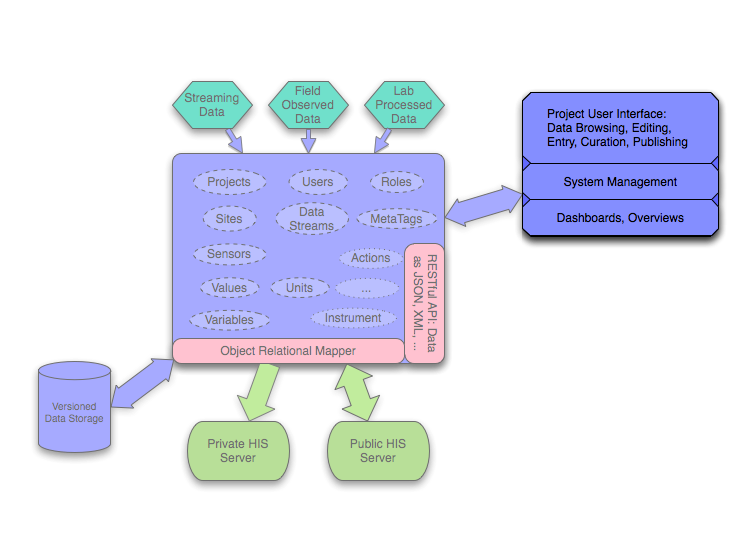 Streaming
Data
Field
Observed
Data
Lab
Processed
Data
Project User Interface:
Data Browsing, Editing,
Entry, Curation, Publishing
System Management
Dashboards, Overviews
Projects
Users
Roles
Sites
Data
Streams
MetaTags
Sensors
Actions
Values
Units
...
Variables
Instrument
RESTful API: Data
as JSON, XML, ...
Object Relational Mapper
Versioned
Data Storage
Private HIS
Server
Public HIS
Server